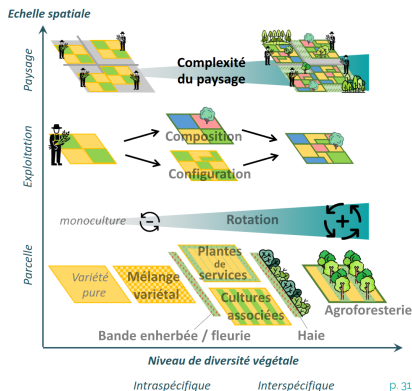 Echelle spatiale
Paysage
Complexité
du paysage
Exploitation
Composition
Configuration
Parcelle
monoculture
-
Rotation
+
Variété
pure
Mélange
variétal
Plantes
de
services
Cultures
associées
Agroforesterie
Bande enherbée / fleurie
Haie
Niveau de diversité végétale
Intraspécifique
Interspécifique
p. 31